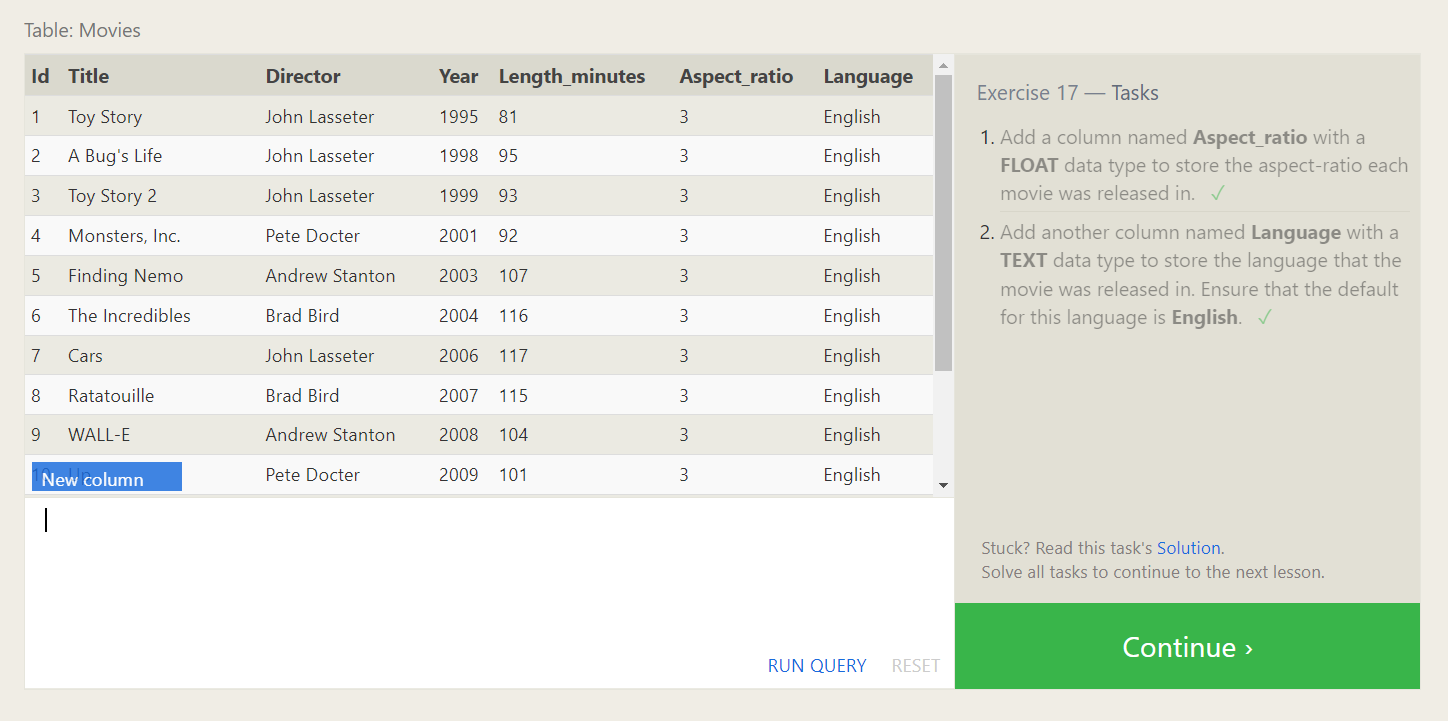 Table: Movies
Id Title Director Year Length_minutes Aspect_ratio Language
1 Toy Story John Lasseter 1995 81 3 English
2 A Bug's Life John Lasseter 1998 95 3 English
3 Toy Story 2 John Lasseter 1999 93 3 English
4 Monsters, Inc. Pete Docter 2001 92 3 English
5 Finding Nemo Andrew Stanton 2003 107 3 English
6 The Incredibles Brad Bird 2004 116 3 English
7 Cars John Lasseter 2006 117 3 English
8 Ratatouille Brad Bird 2007 115 3 English
9 WALL-E Andrew Stanton 2008 104 3 English
10 Up Pete Docter 2009 101 3 English
New column
RUN QUERY RESET
Exercise 17 — Tasks
1. Add a column named Aspect_ratio with a
FLOAT data type to store the aspect-ratio each
movie was released in. ✓
2. Add another column named Language with a
TEXT data type to store the language that the
movie was released in. Ensure that the default
for this language is English. ✓
Stuck? Read this task's Solution.
Solve all tasks to continue to the next lesson.
Continue ›